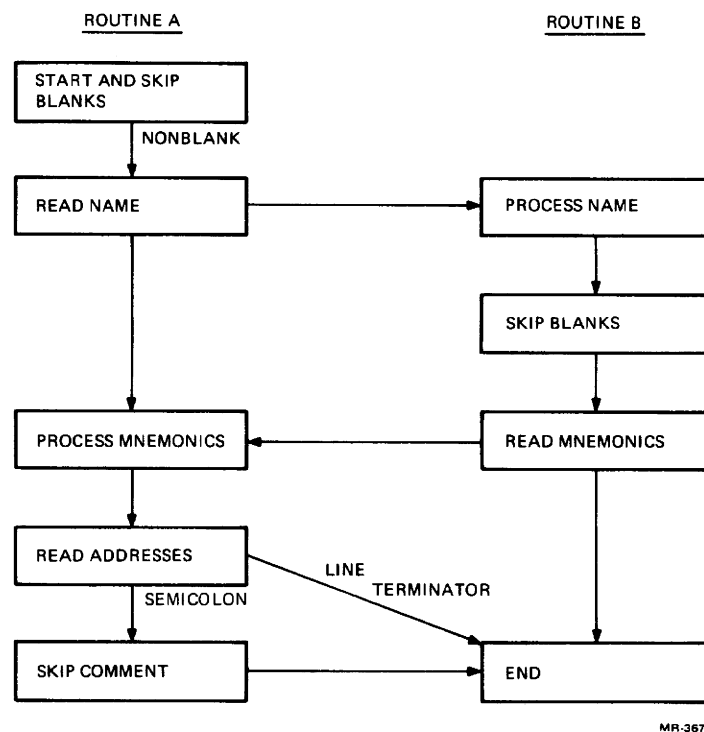 ROUTINE A
ROUTINE B
START AND SKIP
BLANKS
NONBLANK
READ NAME
PROCESS NAME
SKIP BLANKS
PROCESS MNEMONICS
READ MNEMONICS
READ ADDRESSES
LINE
TERMINATOR
SEMICOLON
SKIP COMMENT
END
MR-367